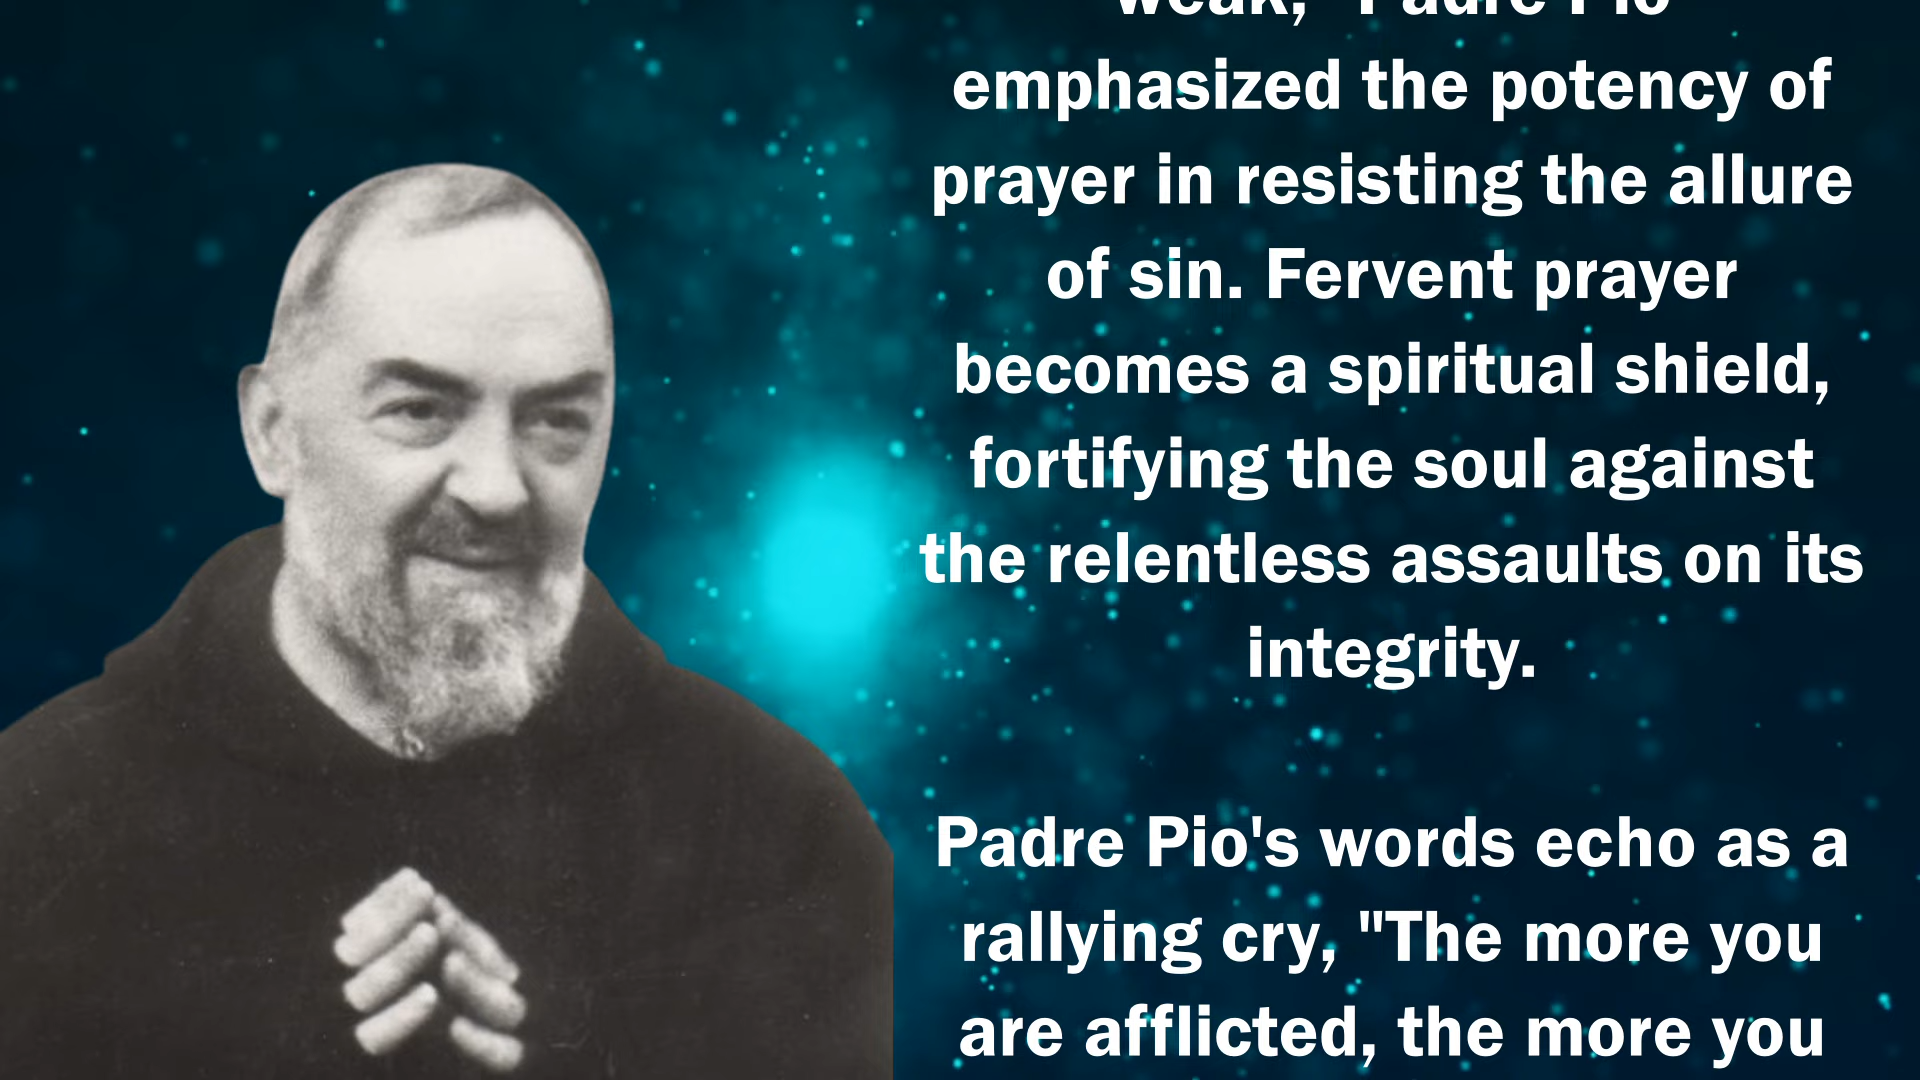 weak," Padre Pio
emphasized the potency of
prayer in resisting the allure
of sin. Fervent prayer
becomes a spiritual shield,
fortifying the soul against
the relentless assaults on its
integrity.
Padre Pio's words echo as a
rallying cry, "The more you
are afflicted, the more you